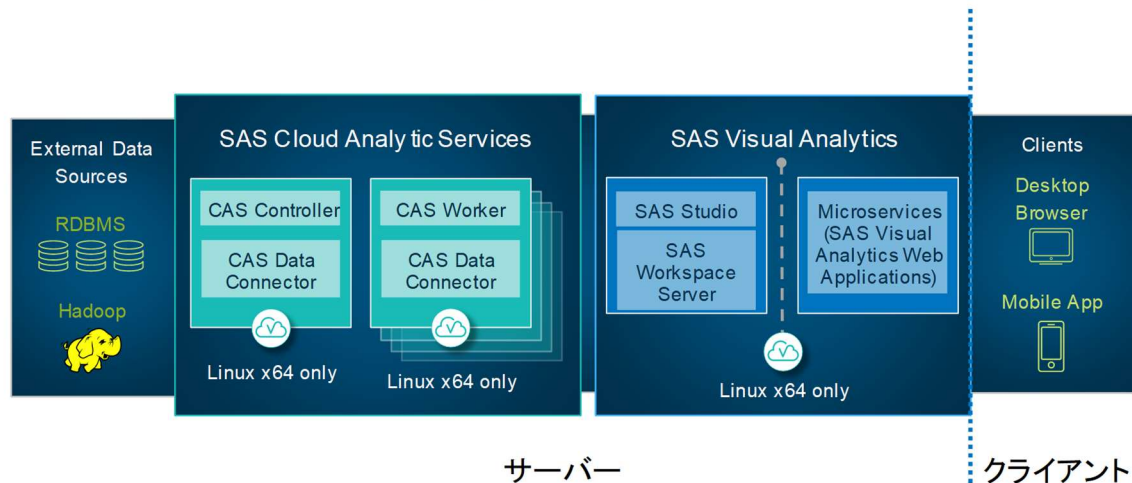 External Data
Sources
RDBMS
Hadoop
SAS Cloud Analytic Services
CAS Controller
CAS Data
Connector
Linux x64 only
CAS Worker
CAS Data
Connector
Linux x64 only
SAS Visual Analytics
SAS Studio
SAS
Workspace
Server
Microservices
(SAS Visual
Analytics Web
Applications)
Linux x64 only
Clients
Desktop
Browser
Mobile App
サーバー
クライアント